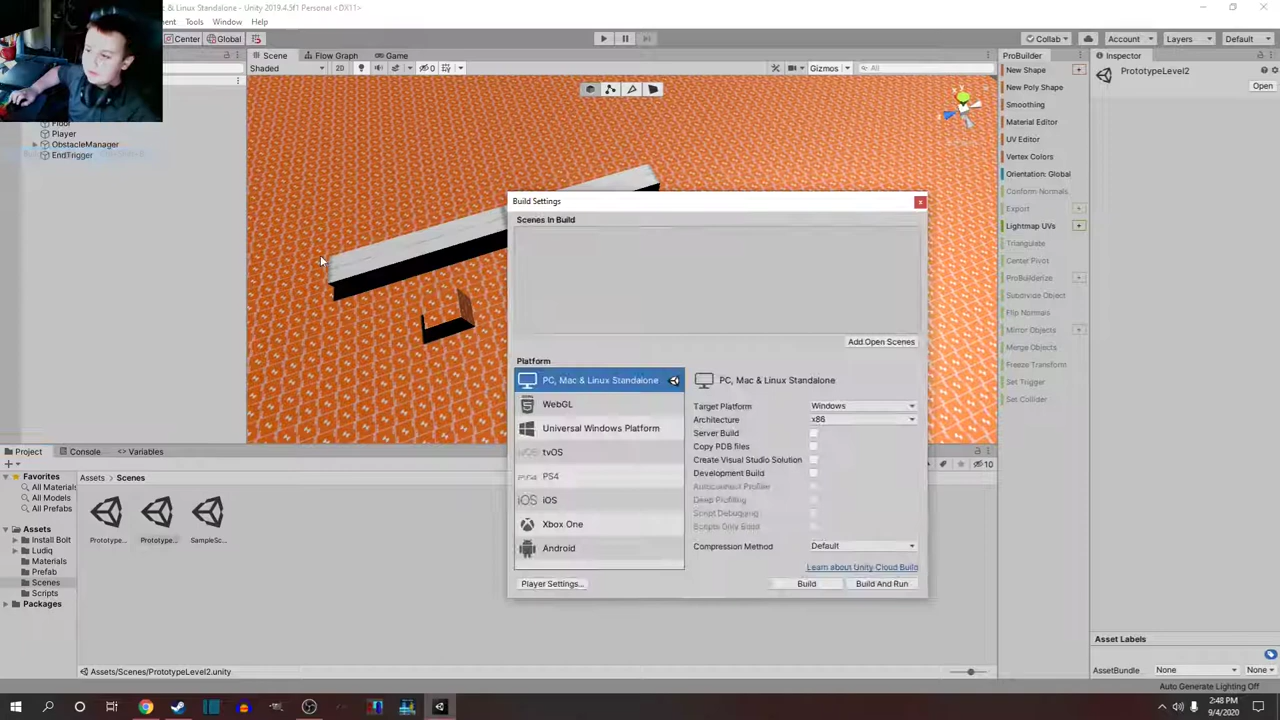 & Linux Standalone - Unity 2019.4.5f1 Personal <DX11>
Tools Window Help
Center Global
Collab Account Layers Default
Scene Flow Graph Game
Shaded 2D 0 Gizmos All
Floor
Player
ObstacleManager
EndTrigger
Build Settings
Scenes In Build
Add Open Scenes
Platform
PC, Mac & Linux Standalone
WebGL
Universal Windows Platform
tvOS
PS4
iOS
Xbox One
Android
Player Settings...
PC, Mac & Linux Standalone
Target Platform Windows
Architecture x86
Server Build
Copy PDB files
Create Visual Studio Solution
Development Build
Autoconnect Profiler
Deep Profiling
Script Debugging
Scripts Only Build
Compression Method Default
Learn about Unity Cloud Build
Build Build And Run
ProBuilder
New Shape
New Poly Shape
Smoothing
Material Editor
UV Editor
Vertex Colors
Orientation: Global
Conform Normals
Export
Lightmap UVs
Triangulate
Center Pivot
ProBuilderize
Subdivide Object
Flip Normals
Mirror Objects
Merge Objects
Freeze Transform
Set Trigger
Set Collider
Inspector
PrototypeLevel2
Open
Asset Labels
AssetBundle None None
Auto Generate Lighting Off
Project Console Variables
10
Favorites
All Materials
All Models
All Prefabs
Assets
Install Bolt
Ludiq
Materials
Prefab
Scenes
Scripts
Packages
Assets > Scenes
Prototype... Prototype... SampleSc...
Assets/Scenes/PrototypeLevel2.unity
2:48 PM
9/4/2020